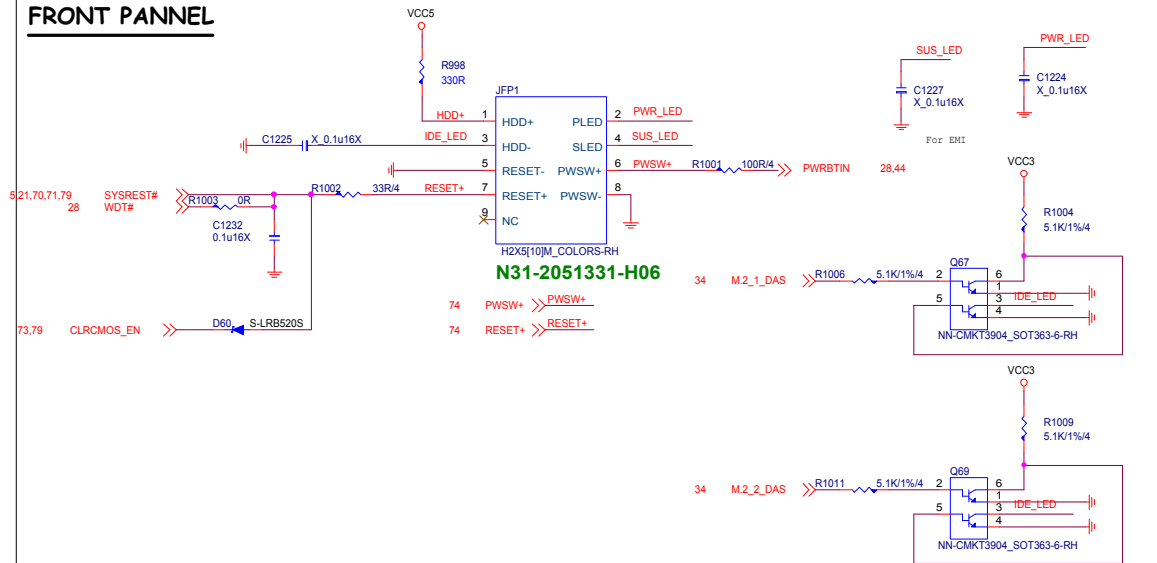 FRONT PANNEL
VCC5
R998
330R
JFP1
HDD+ 1 HDD+ PLED 2 PWR_LED
C1225 X_0.1u16X IDE_LED 3 HDD- SLED 4 SUS_LED
5 RESET- PWSW+ 6 PWSW+ R1001 100R/4 PWRBTIN 28,44
5,21,70,71,79 SYSREST# R1002 33R/4 RESET+ 7 RESET+ PWSW- 8
28 WDT# R1003 0R
9 NC
C1232
0.1u16X
H2X5[10]M_COLORS-RH
N31-2051331-H06
74 PWSW+ PWSW+
74 RESET+ RESET+
73,79 CLRCMOS_EN D60 S-LRB520S
SUS_LED
C1227
X_0.1u16X
PWR_LED
C1224
X_0.1u16X
For EMI
VCC3
R1004
5.1K/1%/4
34 M.2_1_DAS R1006 5.1K/1%/4 2 Q67 6
1
5 3 IDE_LED
4
NN-CMKT3904_SOT363-6-RH
VCC3
R1009
5.1K/1%/4
34 M.2_2_DAS R1011 5.1K/1%/4 2 Q69 6
1
5 3 IDE_LED
4
NN-CMKT3904_SOT363-6-RH